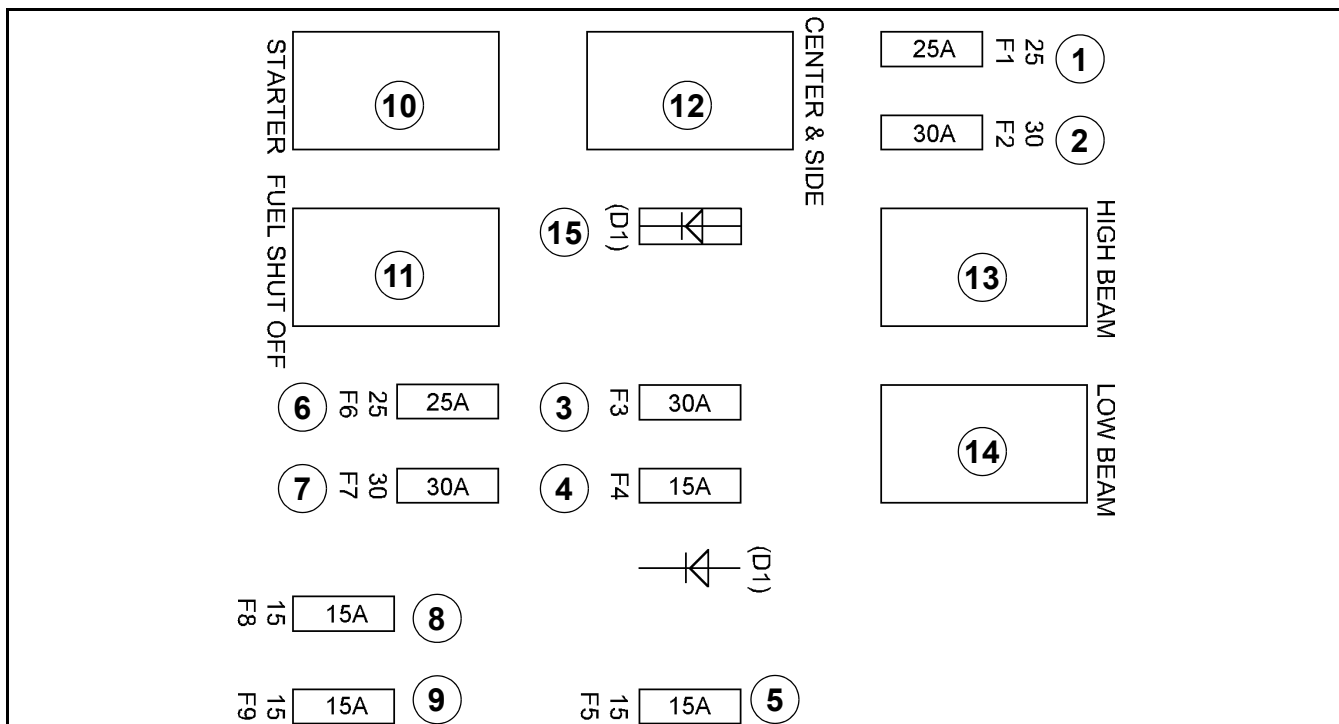 STARTER
10
12
CENTER & SIDE
25A
F1 25
1
30A
F2 30
2
FUEL SHUT OFF
11
15
(D1)
13
HIGH BEAM
6
F6 25
25A
3
F3
30A
14
LOW BEAM
7
F7 30
30A
4
F4
15A
(D1)
F8 15
15A
8
F9 15
15A
9
F5 15
15A
5